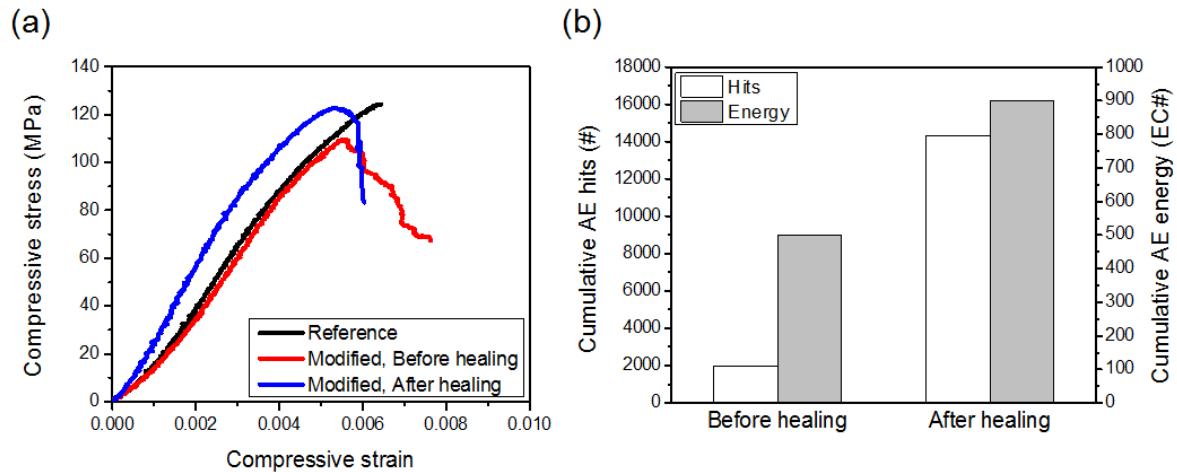 (a)
Compressive stress (MPa)
140
120
100
80
60
40
20
0
0.000
0.002
0.004
0.006
0.008
0.010
Compressive strain
Reference
Modified, Before healing
Modified, After healing
(b)
Cumulative AE hits (#)
18000
16000
14000
12000
10000
8000
6000
4000
2000
0
Hits
Energy
Before healing
After healing
1000
900
800
700
600
500
400
300
200
100
0
Cumulative AE energy (EC#)